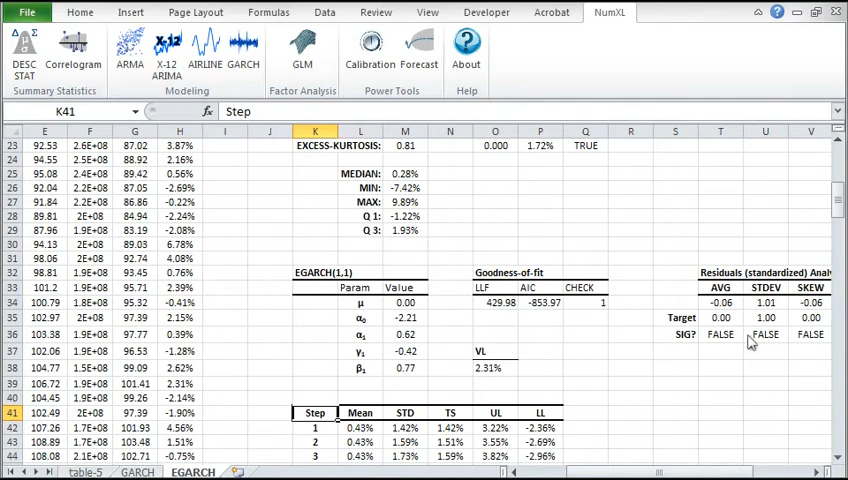 File Home Insert Page Layout Formulas Data Review View Developer Acrobat NumXL
DESC STAT Correlogram ARMA X-12 ARIMA AIRLINE GARCH GLM Calibration Forecast About
X-12
Summary Statistics Modeling Factor Analysis Power Tools Help
K41 fx Step
E F G H I J K L M N O P Q R S T U V
23 92.53 2.6E+08 87.02 3.87% EXCESS-KURTOSIS: 0.81 0.000 1.72% TRUE
24 94.55 2.5E+08 88.92 2.16%
25 95.08 2.4E+08 89.42 0.56% MEDIAN: 0.28%
26 92.04 2.2E+08 87.05 -2.69% MIN: -7.42%
27 91.84 2.2E+08 86.86 -0.22% MAX: 9.89%
28 89.81 2E+08 84.94 -2.24% Q 1: -1.22%
29 87.96 1.9E+08 83.19 -2.08% Q 3: 1.93%
30 94.13 2E+08 89.03 6.78%
31 98.06 2E+08 92.74 4.08%
32 98.81 1.9E+08 93.45 0.76% EGARCH(1,1) Goodness-of-fit Residuals (standardized) Anal
33 101.2 1.9E+08 95.71 2.39% Param Value LLF AIC CHECK AVG STDEV SKEW
34 100.79 1.8E+08 95.32 -0.41% μ 0.00 429.98 -853.97 1 -0.06 1.01 -0.06
35 102.97 2E+08 97.39 2.15% α0 -2.21 Target 0.00 1.00 0.00
36 102.42 1.9E+08 97.77 0.39% α1 0.62 SIG? FALSE FALSE FALSE
37 102.06 1.9E+08 96.53 -1.28% γ1 -0.42 VL
38 104.77 1.5E+08 99.09 2.62% β1 0.77 2.31%
39 106.72 1.9E+08 101.41 2.31%
40 104.45 1.9E+08 99.26 -2.14%
41 102.49 2E+08 97.39 -1.90% Step Mean STD TS UL LL
42 107.26 1.7E+08 101.93 4.56% 1 0.43% 1.42% 1.42% 3.22% -2.36%
43 108.89 1.7E+08 103.48 1.51% 2 0.43% 1.59% 1.51% 3.55% -2.69%
44 108.09 1.5E+08 102.71 -0.75% 3 0.43% 1.73% 1.59% 3.82% -2.96%
table-5 GARCH EGARCH